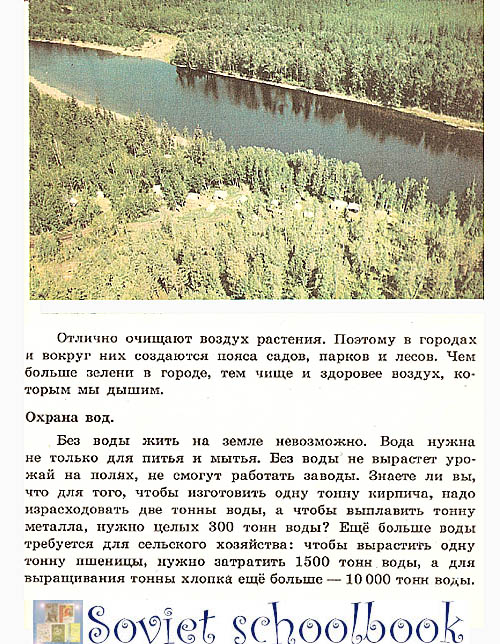 Отлично очищают воздух растения. Поэтому в городах
и вокруг них создаются пояса садов, парков и лесов. Чем
больше зелени в городе, тем чище и здоровее воздух, ко-
торым мы дышим.
Охрана вод.
Без воды жить на земле невозможно. Вода нужна
не только для питья и мытья. Без воды не вырастет уро-
жай на полях, не смогут работать заводы. Знаете ли вы,
что для того, чтобы изготовить одну тонну кирпича, надо
израсходовать две тонны воды, а чтобы выплавить тонну
металла, нужно целых 300 тонн воды? Ещё больше воды
требуется для сельского хозяйства: чтобы вырастить одну
тонну пшеницы, нужно затратить 1500 тонн воды, а для
выращивания тонны хлопка ещё больше — 10 000 тонн воды.
Soviet schoolbook